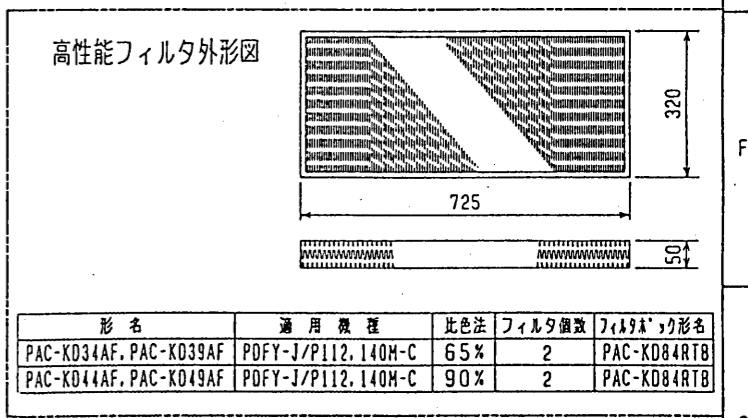 高性能フィルタ外形図
320
725
50
F
形 名 適 用 機 種 比色法 フィルタ個数 フィルタボック形名
PAC-KD34AF, PAC-KD39AF PDFY-J/P112, 140M-C 65% 2 PAC-KD84RTB
PAC-KD44AF, PAC-KD49AF PDFY-J/P112, 140M-C 90% 2 PAC-KD84RTB